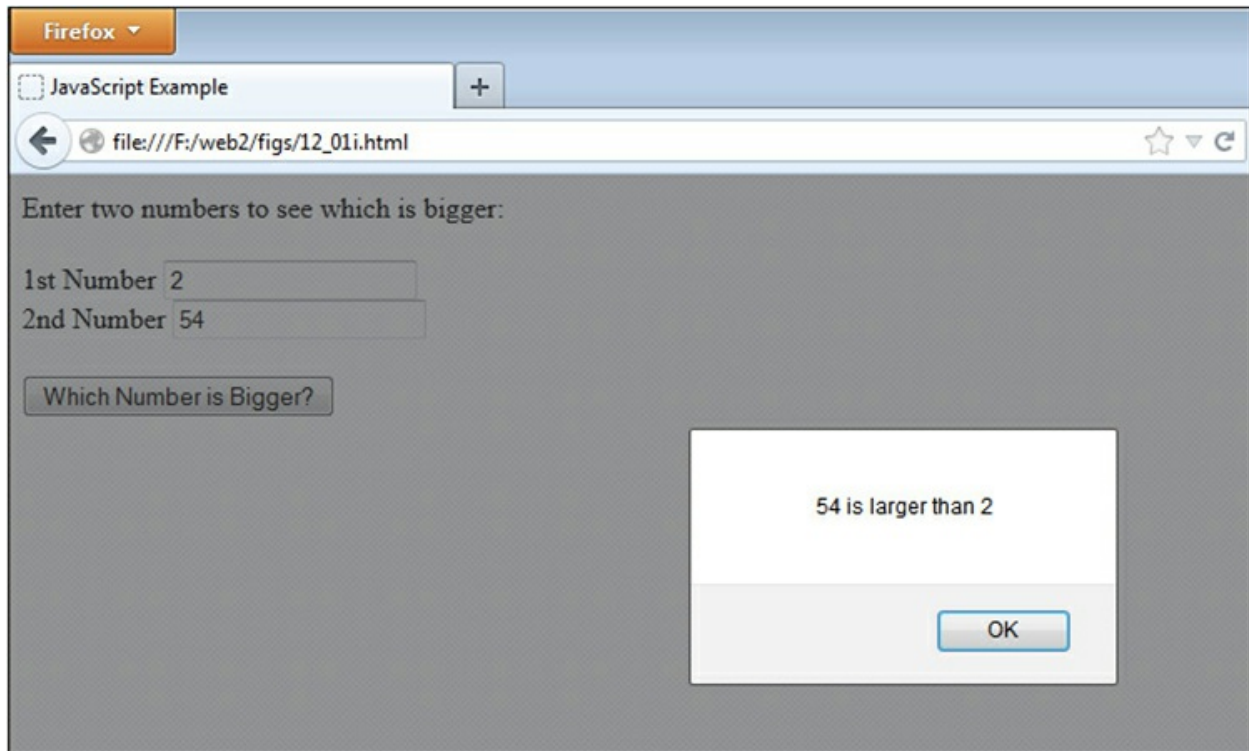 Firefox
JavaScript Example
file:///F:/web2/figs/12_01i.html
Enter two numbers to see which is bigger:
1st Number 2
2nd Number 54
Which Number is Bigger?
54 is larger than 2
OK